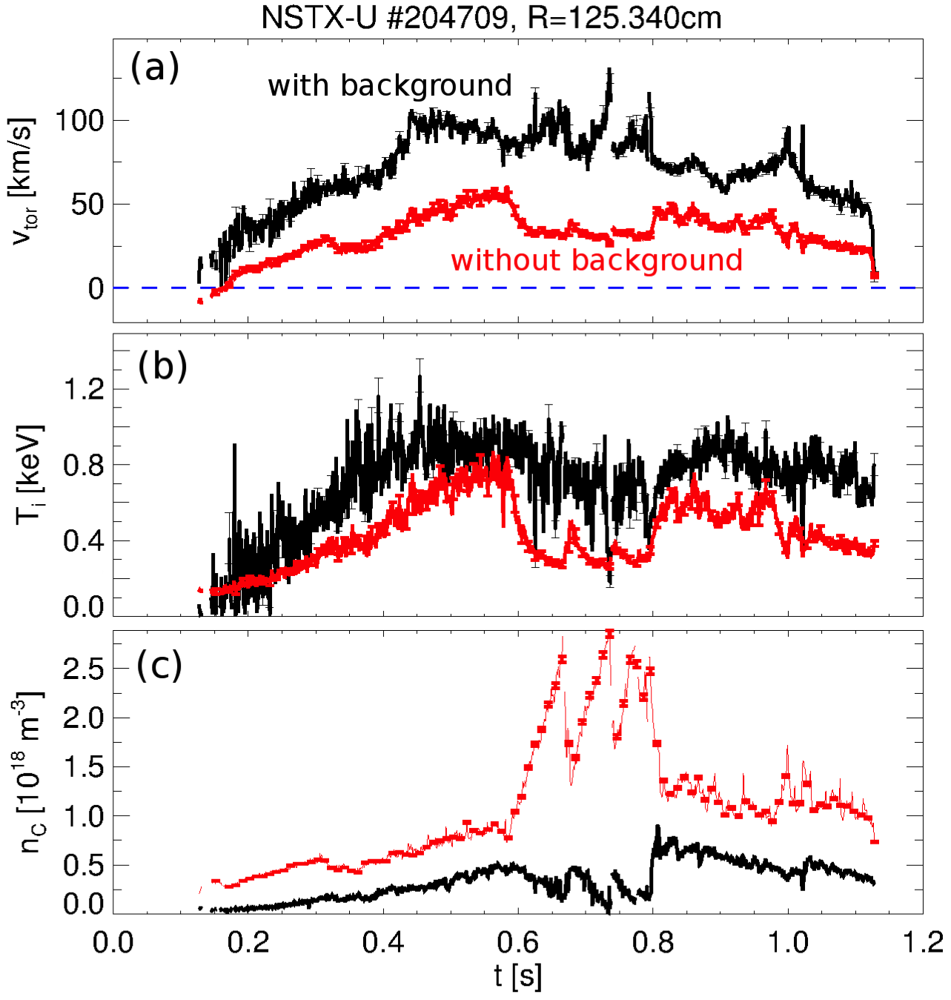 NSTX-U #204709, R=125.340cm
(a)
with background
without background
v_tor [km/s]
100
50
0
(b)
T_i [keV]
1.2
0.8
0.4
0.0
(c)
n_C [10^18 m^-3]
2.5
2.0
1.5
1.0
0.5
0.0
0.0 0.2 0.4 0.6 0.8 1.0 1.2
t [s]